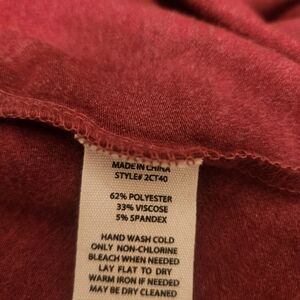 MADE IN CHINA
STYLE# 2CT40
62% POLYESTER
33% VISCOSE
5% SPANDEX
HAND WASH COLD
ONLY NON-CHLORINE
BLEACH WHEN NEEDED
LAY FLAT TO DRY
WARM IRON IF NEEDED
MAY BE DRY CLEANED